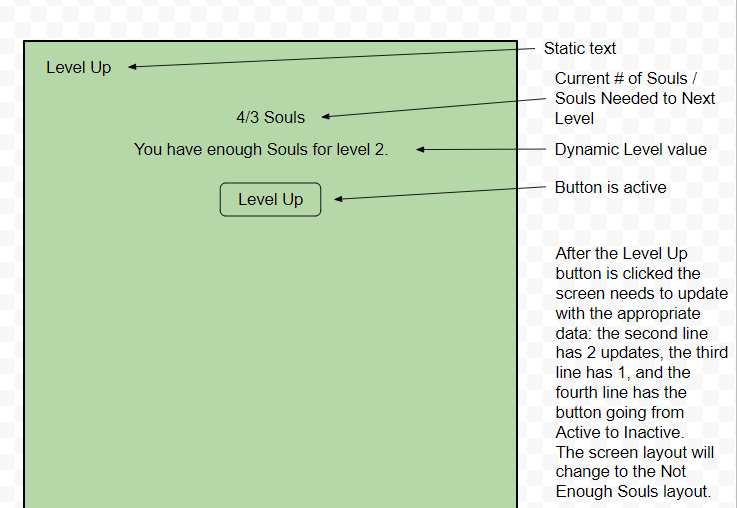 Level Up
4/3 Souls
You have enough Souls for level 2.
Level Up
Static text
Current # of Souls /
Souls Needed to Next
Level
Dynamic Level value
Button is active
After the Level Up
button is clicked the
screen needs to update
with the appropriate
data: the second line
has 2 updates, the third
line has 1, and the
fourth line has the
button going from
Active to Inactive.
The screen layout will
change to the Not
Enough Souls layout.